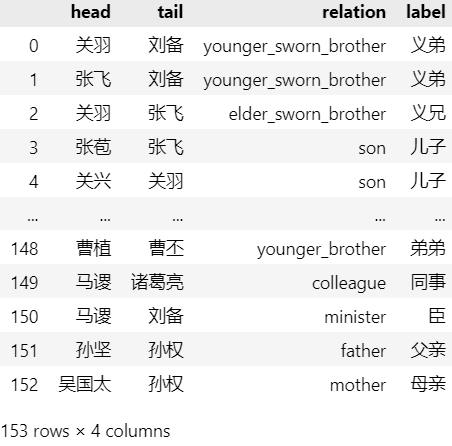 head tail relation label
0 关羽 刘备 younger_sworn_brother 义弟
1 张飞 刘备 younger_sworn_brother 义弟
2 关羽 张飞 elder_sworn_brother 义兄
3 张苞 张飞 son 儿子
4 关兴 关羽 son 儿子
... ... ... ... ...
148 曹植 曹丕 younger_brother 弟弟
149 马谡 诸葛亮 colleague 同事
150 马谡 刘备 minister 臣
151 孙坚 孙权 father 父亲
152 吴国太 孙权 mother 母亲
153 rows × 4 columns